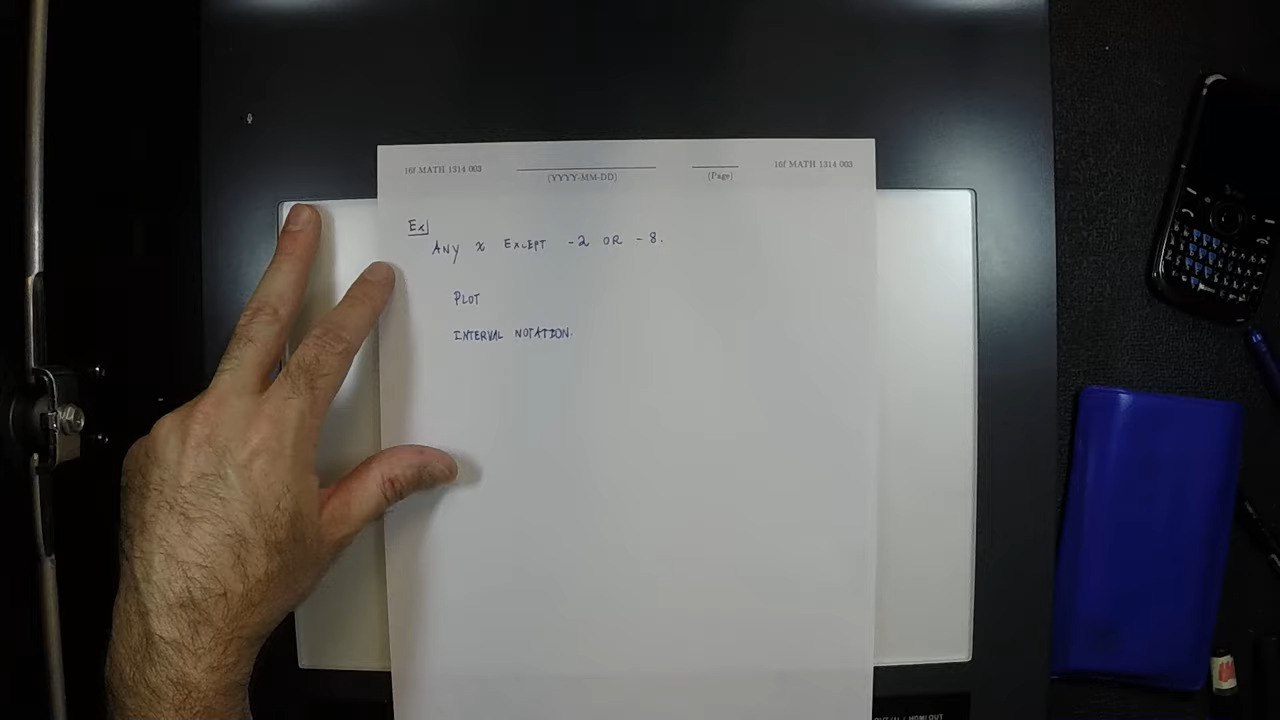 16f MATH 1314 003 (YYYY-MM-DD) (Page) 16f MATH 1314 003
Ex
ANY x EXCEPT -2 OR -8.
PLOT
INTERVAL NOTATION.